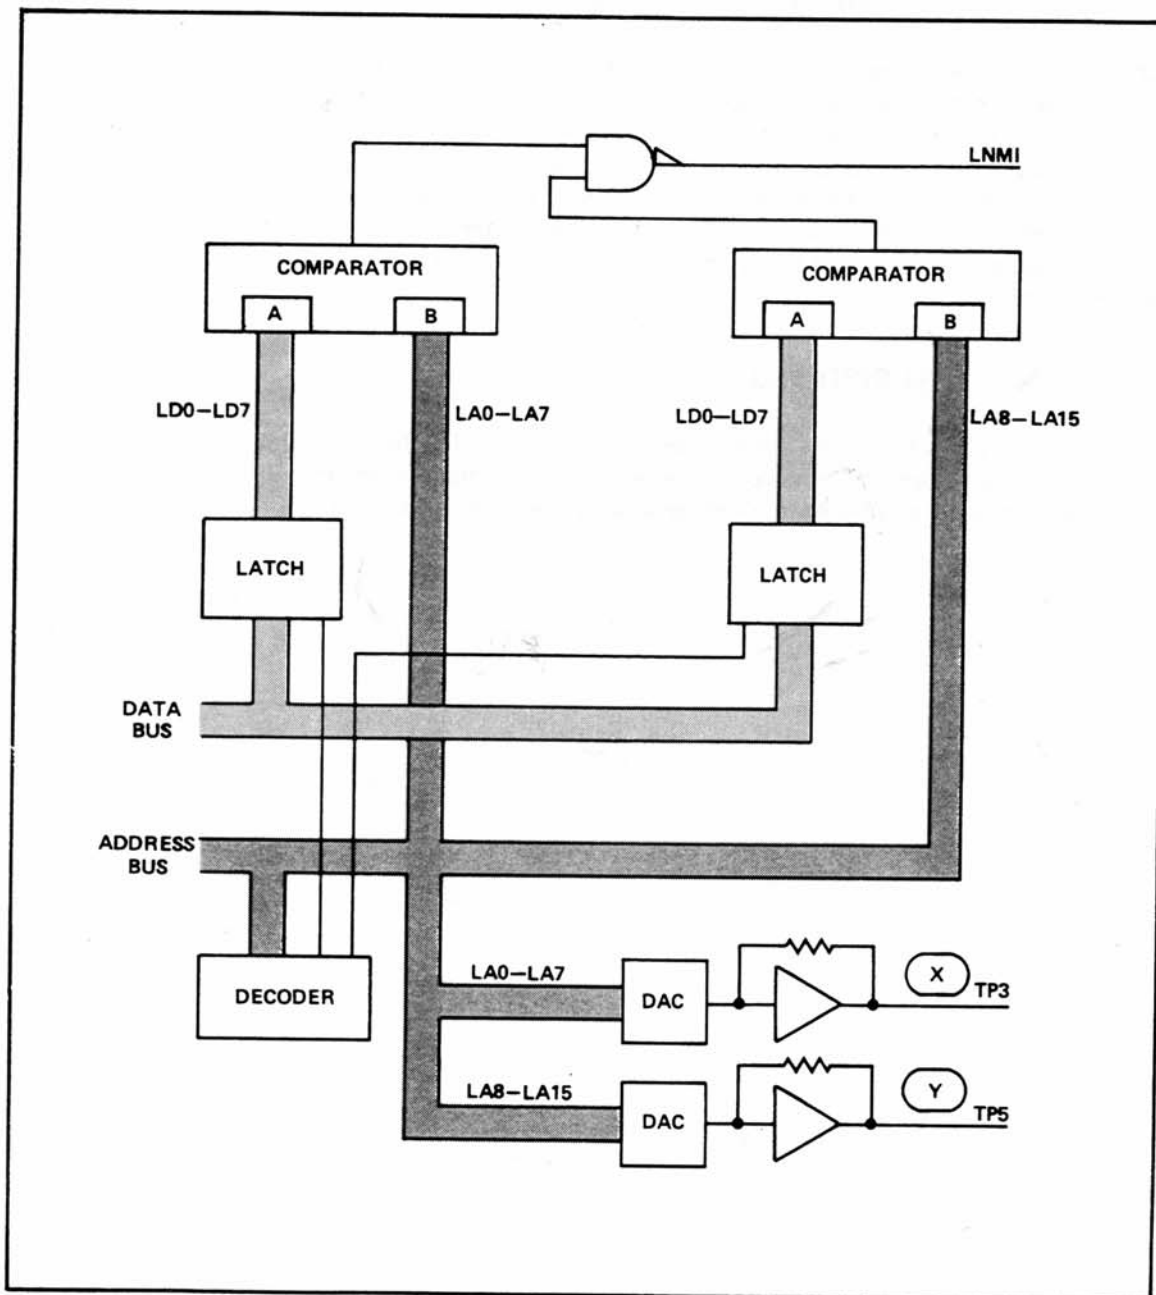 LNMI
COMPARATOR
A
B
COMPARATOR
A
B
LD0–LD7
LA0–LA7
LD0–LD7
LA8–LA15
LATCH
LATCH
DATA
BUS
ADDRESS
BUS
DECODER
LA0–LA7
DAC
X
TP3
LA8–LA15
DAC
Y
TP5